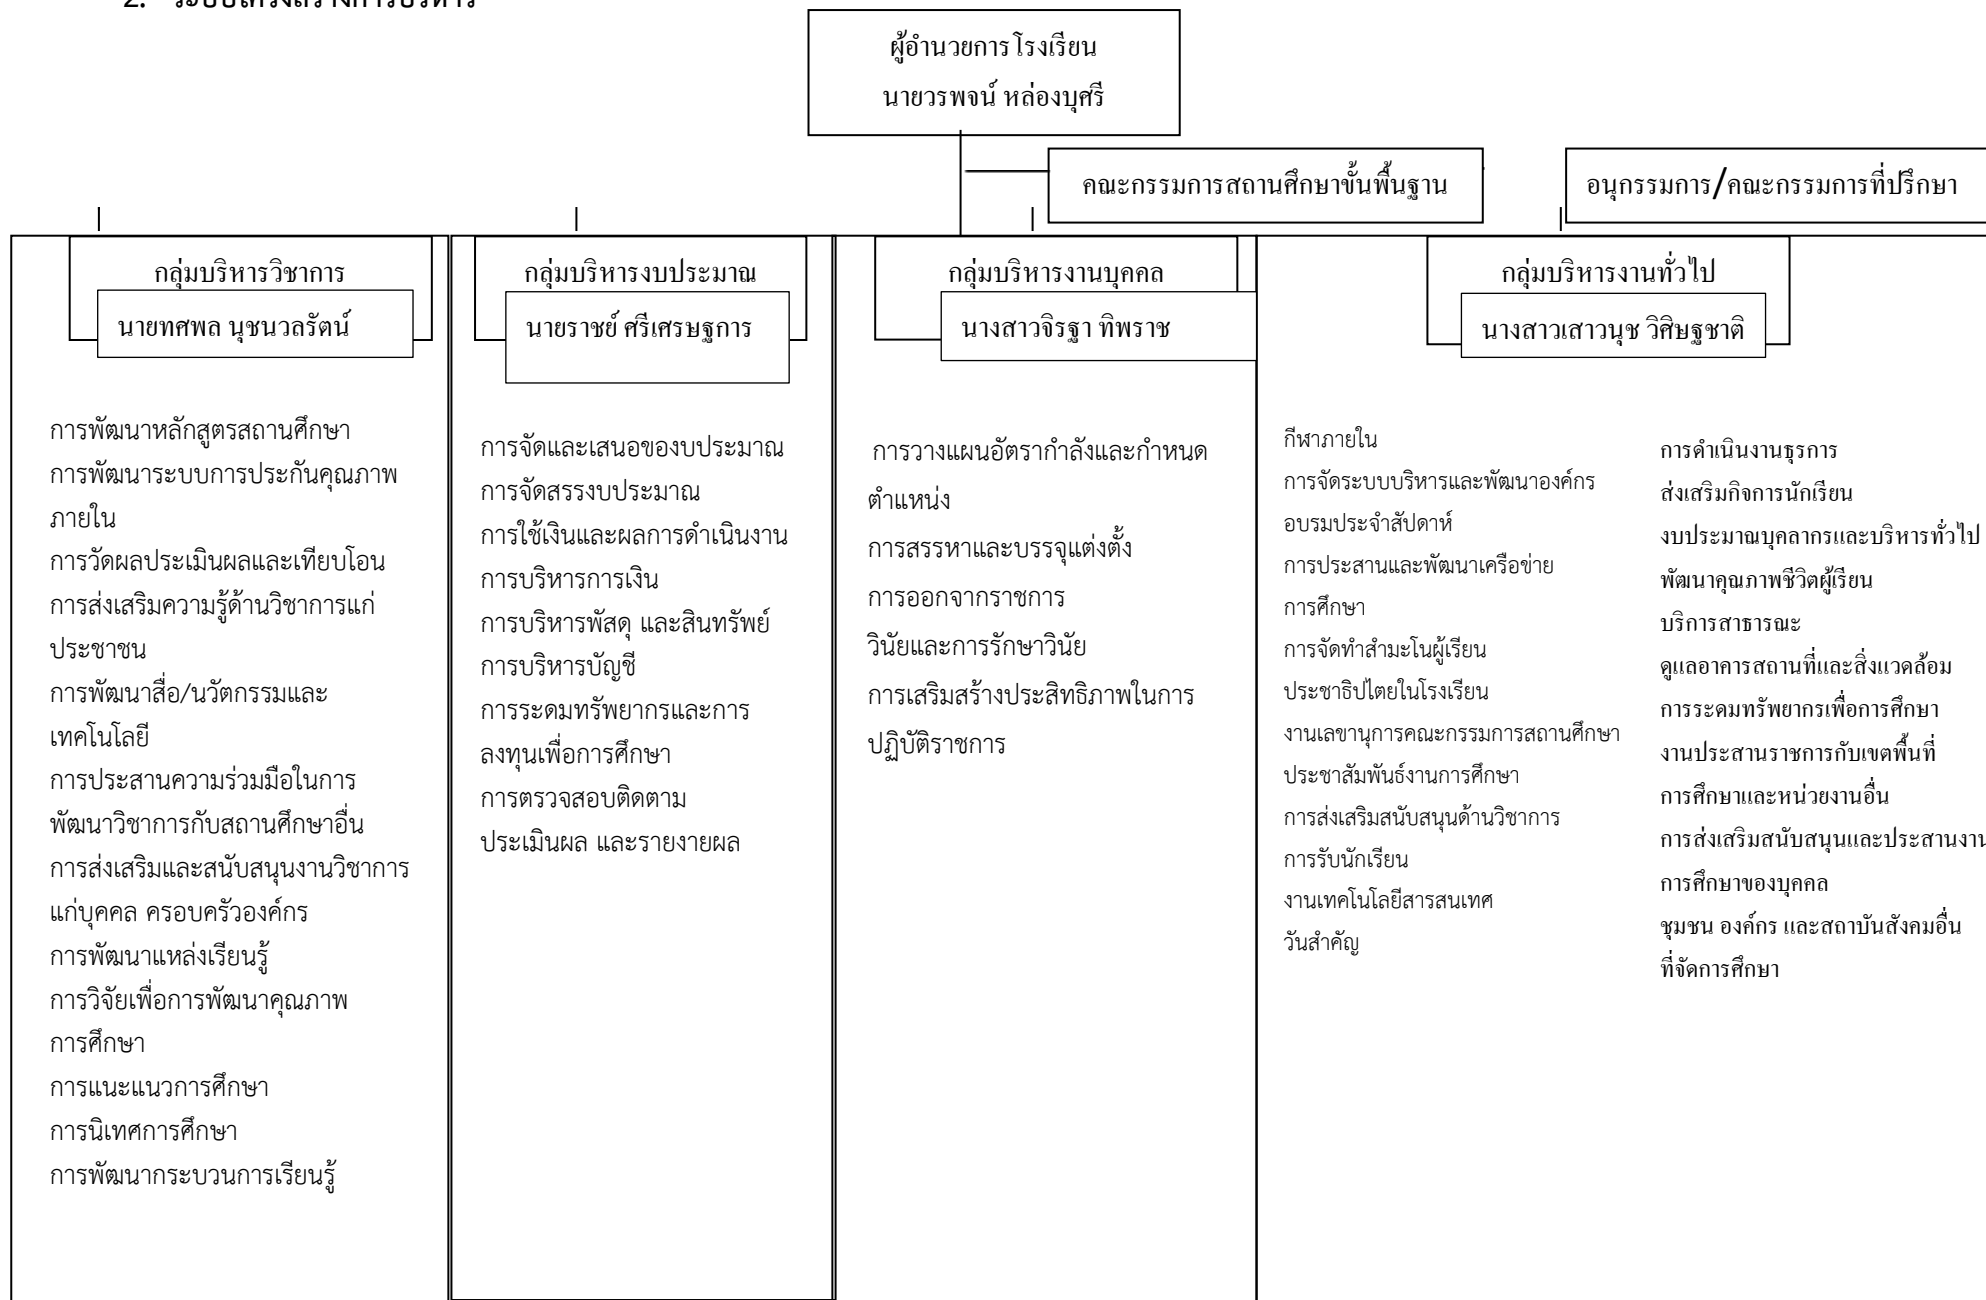 2. ระบบโครงสร้างการบริหาร
ผู้อำนวยการโรงเรียน
นายวรพจน์ หล่องบุศรี
คณะกรรมการสถานศึกษาขั้นพื้นฐาน
อนุกรรมการ/คณะกรรมการที่ปรึกษา
กลุ่มบริหารวิชาการ
นายทศพล นุชนวลรัตน์
การพัฒนาหลักสูตรสถานศึกษา
การพัฒนาระบบการประกันคุณภาพ
ภายใน
การวัดผลประเมินผลและเทียบโอน
การส่งเสริมความรู้ด้านวิชาการแก่
ประชาชน
การพัฒนาสื่อ/นวัตกรรมและ
เทคโนโลยี
การประสานความร่วมมือในการ
พัฒนาวิชาการกับสถานศึกษาอื่น
การส่งเสริมและสนับสนุนงานวิชาการ
แก่บุคคล ครอบครัวองค์กร
การพัฒนาแหล่งเรียนรู้
การวิจัยเพื่อการพัฒนาคุณภาพ
การศึกษา
การแนะแนวการศึกษา
การนิเทศการศึกษา
การพัฒนากระบวนการเรียนรู้
กลุ่มบริหารงบประมาณ
นายราชย์ ศรีเศรษฐการ
การจัดและเสนอของบประมาณ
การจัดสรรงบประมาณ
การใช้เงินและผลการดำเนินงาน
การบริหารการเงิน
การบริหารพัสดุ และสินทรัพย์
การบริหารบัญชี
การระดมทรัพยากรและการ
ลงทุนเพื่อการศึกษา
การตรวจสอบติดตาม
ประเมินผล และรายงายผล
กลุ่มบริหารงานบุคคล
นางสาวจิรฐา ทิพราช
การวางแผนอัตรากำลังและกำหนด
ตำแหน่ง
การสรรหาและบรรจุแต่งตั้ง
การออกจากราชการ
วินัยและการรักษาวินัย
การเสริมสร้างประสิทธิภาพในการ
ปฏิบัติราชการ
กลุ่มบริหารงานทั่วไป
นางสาวเสาวนุช วิศิษฐชาติ
กีฬาภายใน
การจัดระบบบริหารและพัฒนาองค์กร
อบรมประจำสัปดาห์
การประสานและพัฒนาเครือข่าย
การศึกษา
การจัดทำสำมะโนผู้เรียน
ประชาธิปไตยในโรงเรียน
งานเลขานุการคณะกรรมการสถานศึกษา
ประชาสัมพันธ์งานการศึกษา
การส่งเสริมสนับสนุนด้านวิชาการ
การรับนักเรียน
งานเทคโนโลยีสารสนเทศ
วันสำคัญ
การดำเนินงานธุรการ
ส่งเสริมกิจการนักเรียน
งบประมาณบุคลากรและบริหารทั่วไป
พัฒนาคุณภาพชีวิตผู้เรียน
บริการสาธารณะ
ดูแลอาคารสถานที่และสิ่งแวดล้อม
การระดมทรัพยากรเพื่อการศึกษา
งานประสานราชการกับเขตพื้นที่
การศึกษาและหน่วยงานอื่น
การส่งเสริมสนับสนุนและประสานงาน
การศึกษาของบุคคล
ชุมชน องค์กร และสถาบันสังคมอื่น
ที่จัดการศึกษา